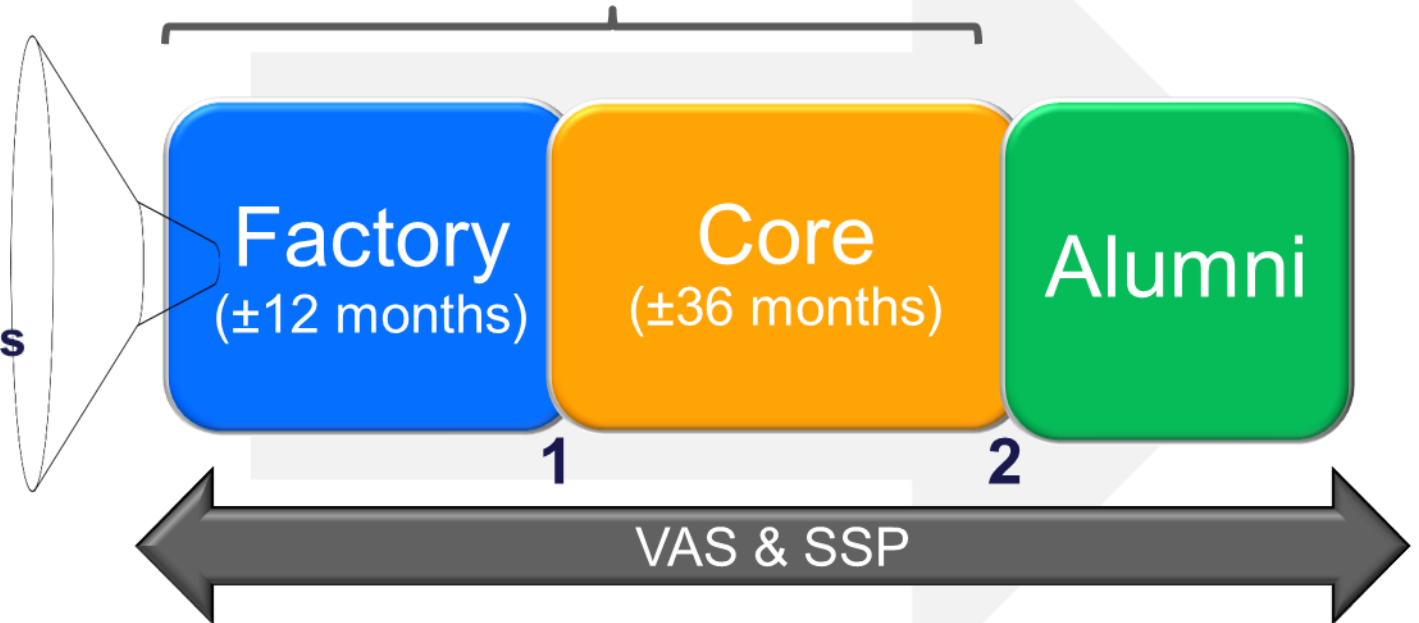 Factory
(±12 months)
Core
(±36 months)
Alumni
s
1
2
VAS & SSP